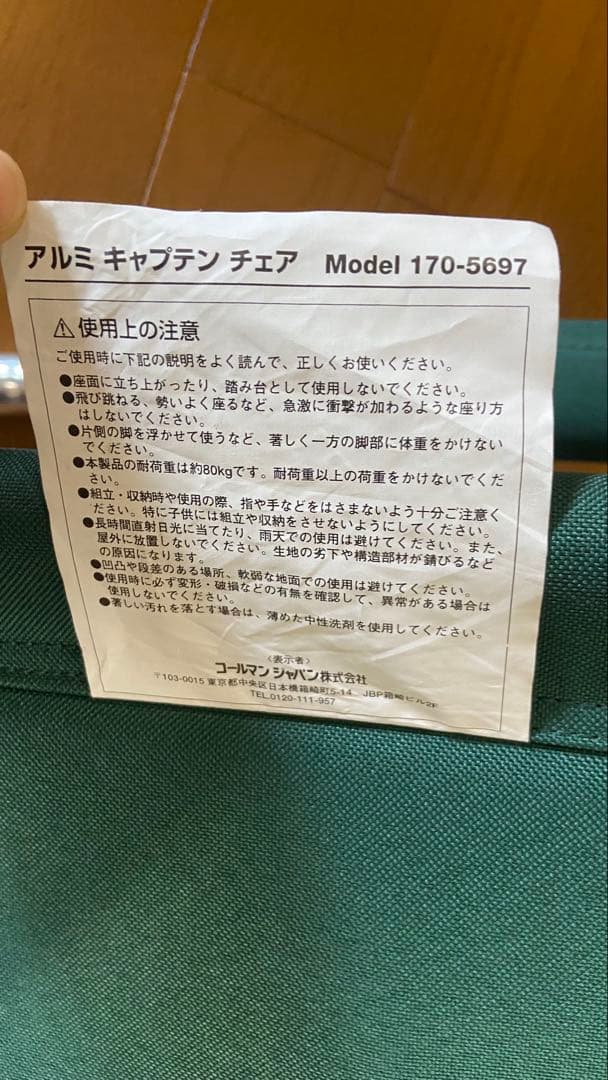 アルミ キャプテン チェア Model 170-5697
⚠使用上の注意
ご使用時に下記の説明をよく読んで、正しくお使いください。
●座面に立ち上がったり、踏み台として使用しないでください。
●飛び跳ねる、勢いよく座るなど、急激に衝撃が加わるような座り方
はしないでください。
●片側の脚を浮かせて使うなど、著しく一方の脚部に体重をかけない
でください。
●本製品の耐荷重は約80kgです。耐荷重以上の荷重をかけないでくだ
さい。
●組立・収納時や使用の際、指や手などをはさまないよう十分ご注意く
ださい。特に子供には組立や収納をさせないようにしてください。
●長時間直射日光に当てたり、雨天での使用は避けてください。また、
屋外に放置しないでください。生地の劣下や構造部材が錆びるなど
の原因になります。
●凹凸や段差のある場所、軟弱な地面での使用は避けてください。
●使用時に必ず変形・破損などの有無を確認して、異常がある場合は
使用しないでください。
●著しい汚れを落とす場合は、薄めた中性洗剤を使用してください。
〈表示者〉
コールマン ジャパン株式会社
〒103-0015 東京都中央区日本橋箱崎町5-14 JBP箱崎ビル2F
TEL.0120-111-957